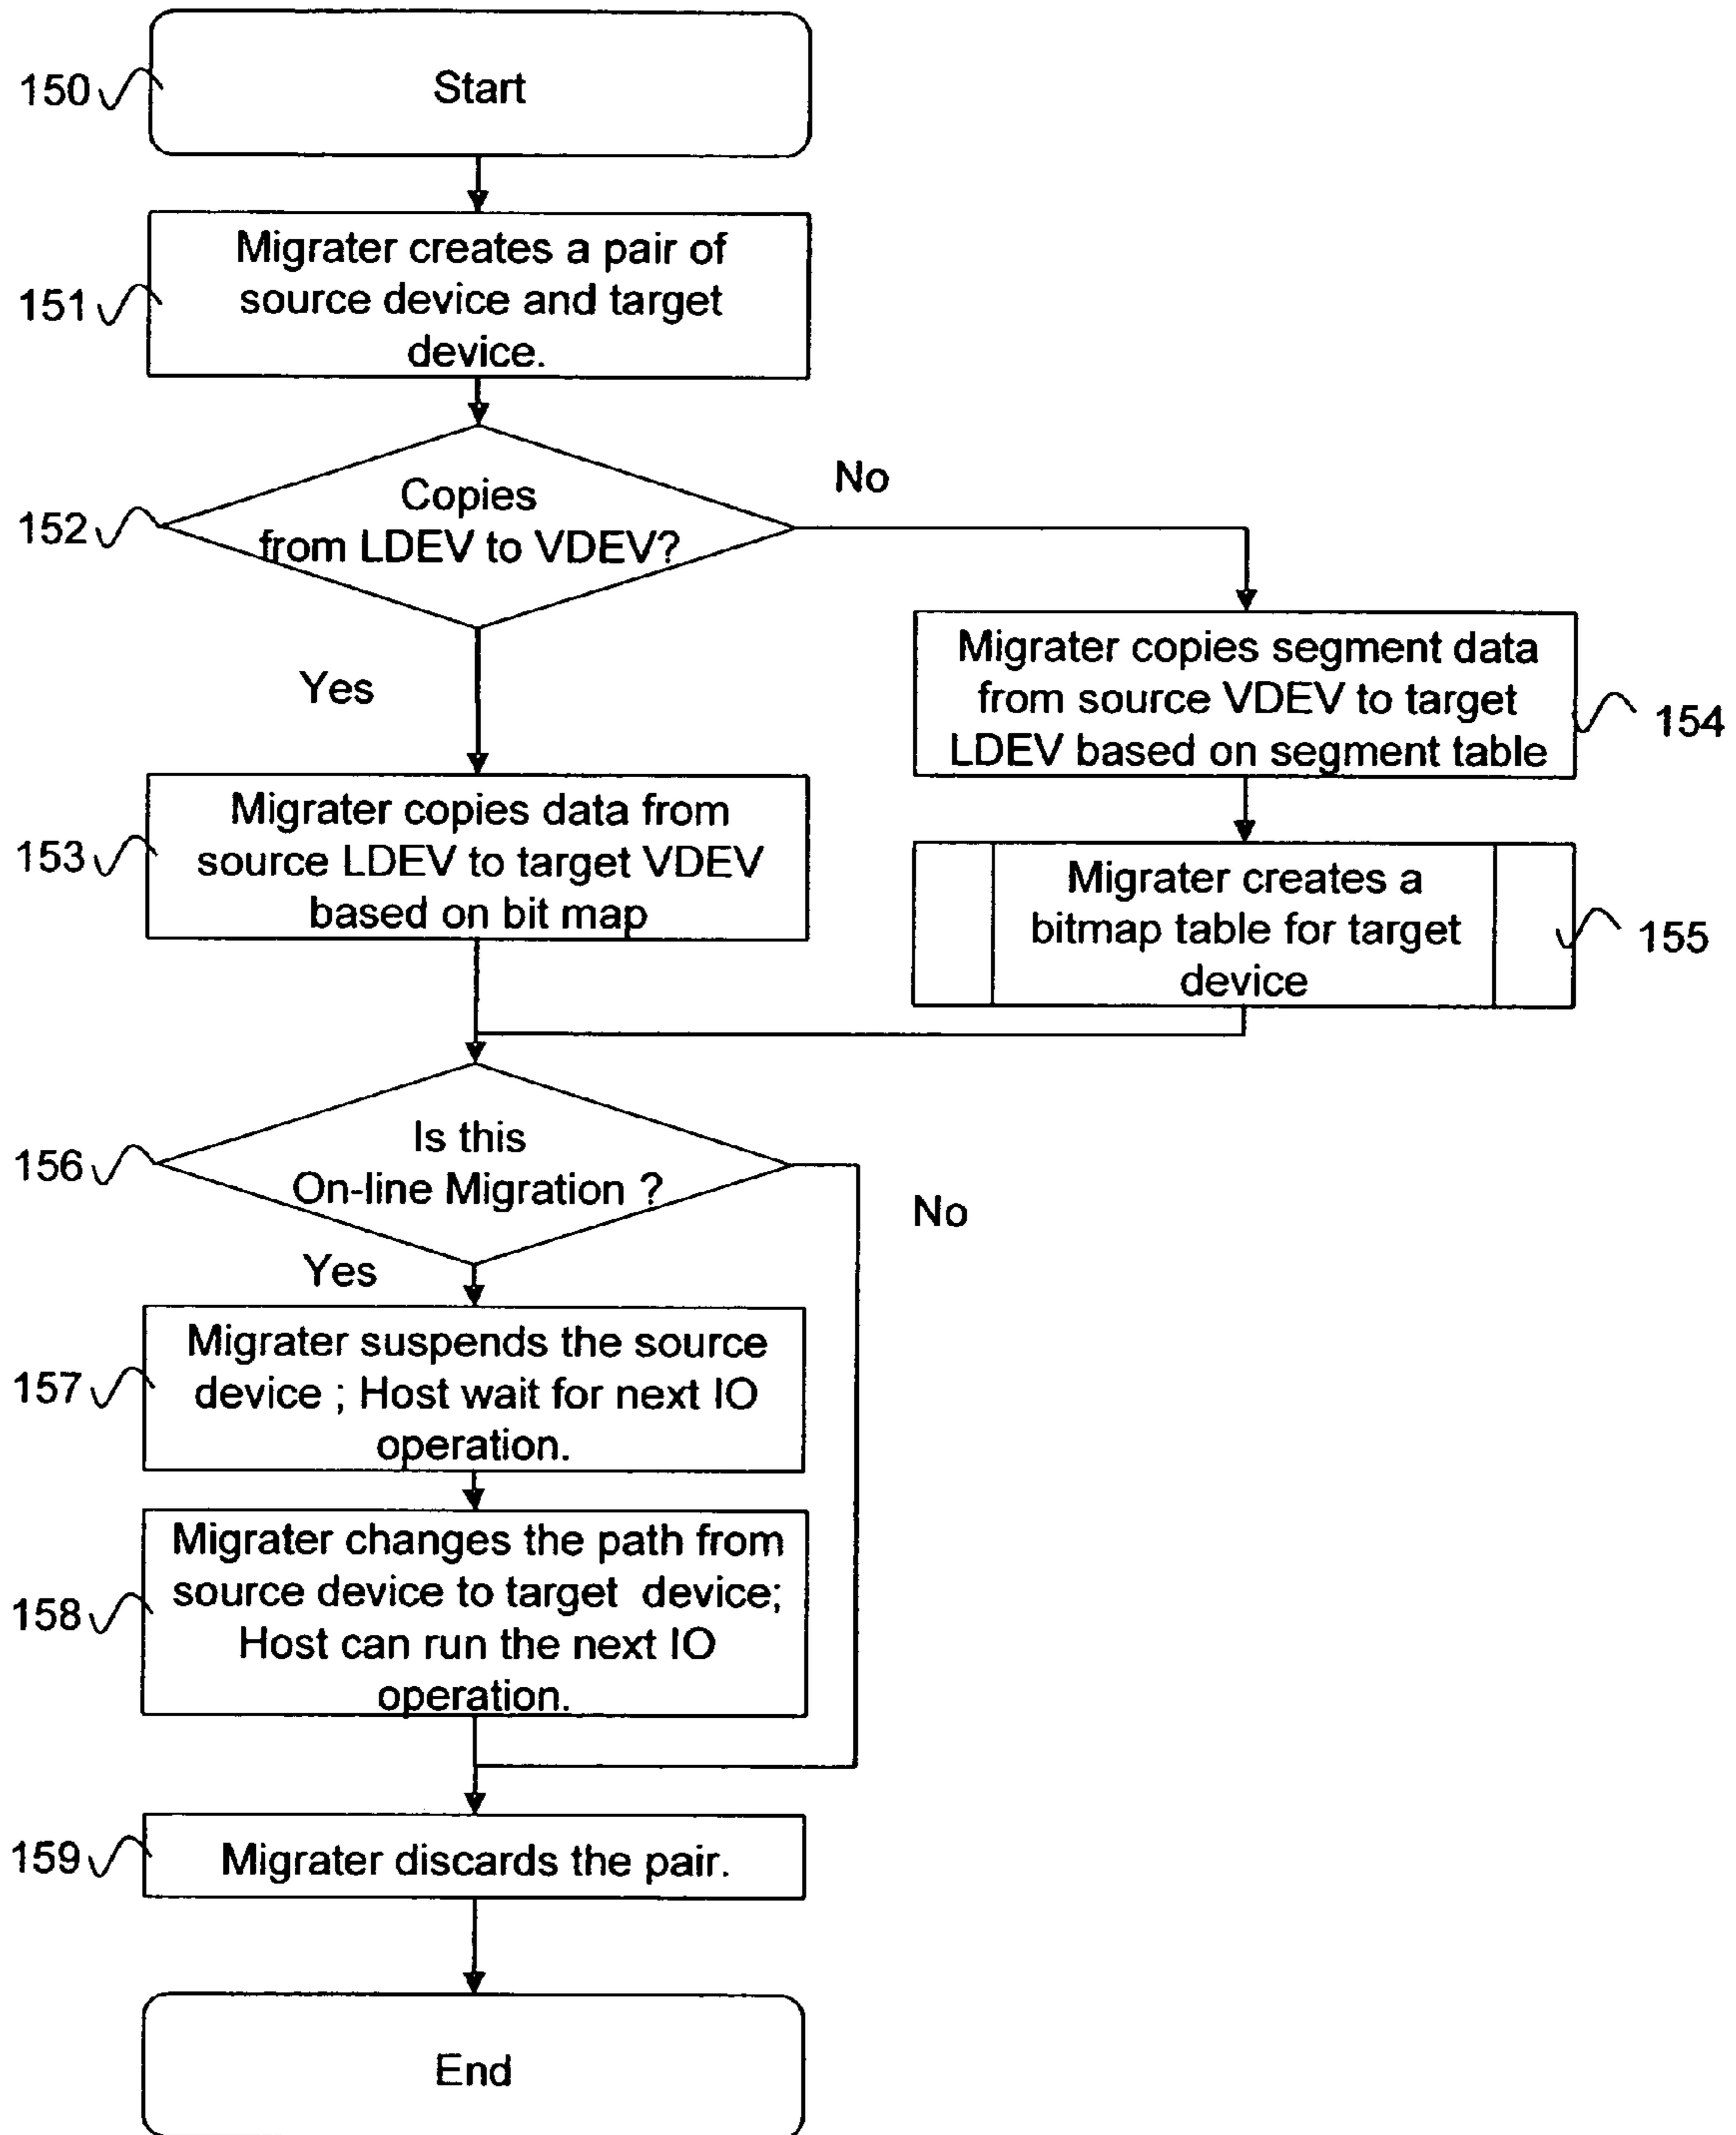 150
Start
151
Migrater creates a pair of
source device and target
device.
152
Copies
from LDEV to VDEV?
No
Yes
Migrater copies segment data
from source VDEV to target
LDEV based on segment table
154
153
Migrater copies data from
source LDEV to target VDEV
based on bit map
Migrater creates a
bitmap table for target
device
155
156
Is this
On-line Migration ?
No
Yes
157
Migrater suspends the source
device ; Host wait for next IO
operation.
158
Migrater changes the path from
source device to target device;
Host can run the next IO
operation.
159
Migrater discards the pair.
End